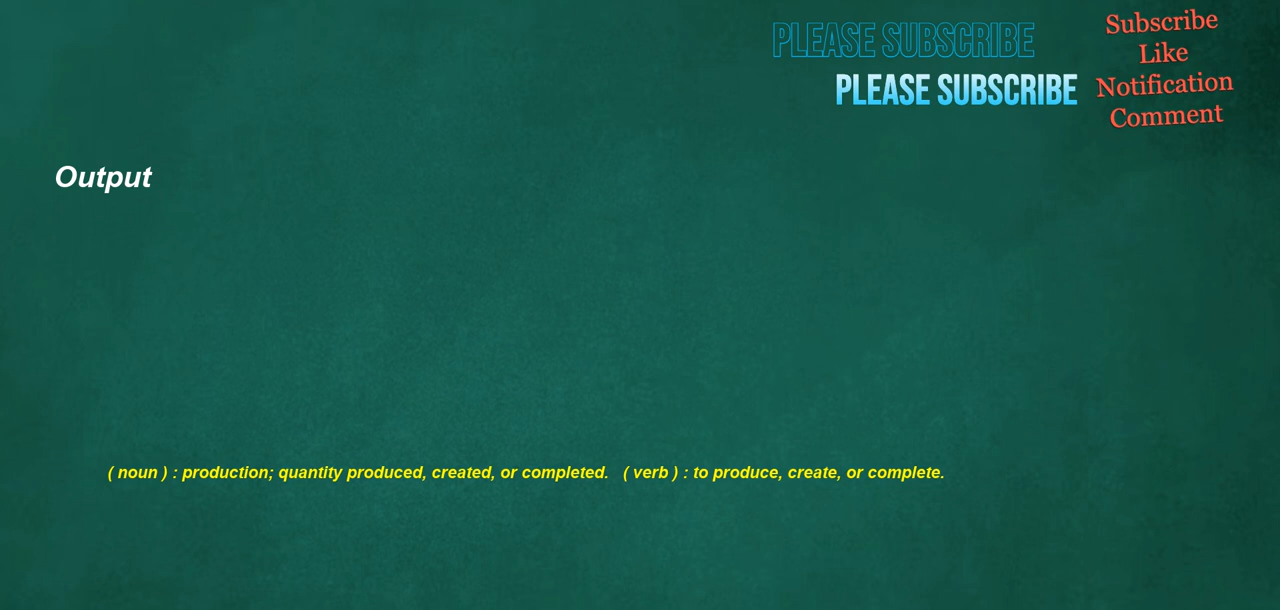 PLEASE SUBSCRIBE
PLEASE SUBSCRIBE
Subscribe
Like
Notification
Comment
Output
( noun ) : production; quantity produced, created, or completed.   ( verb ) : to produce, create, or complete.